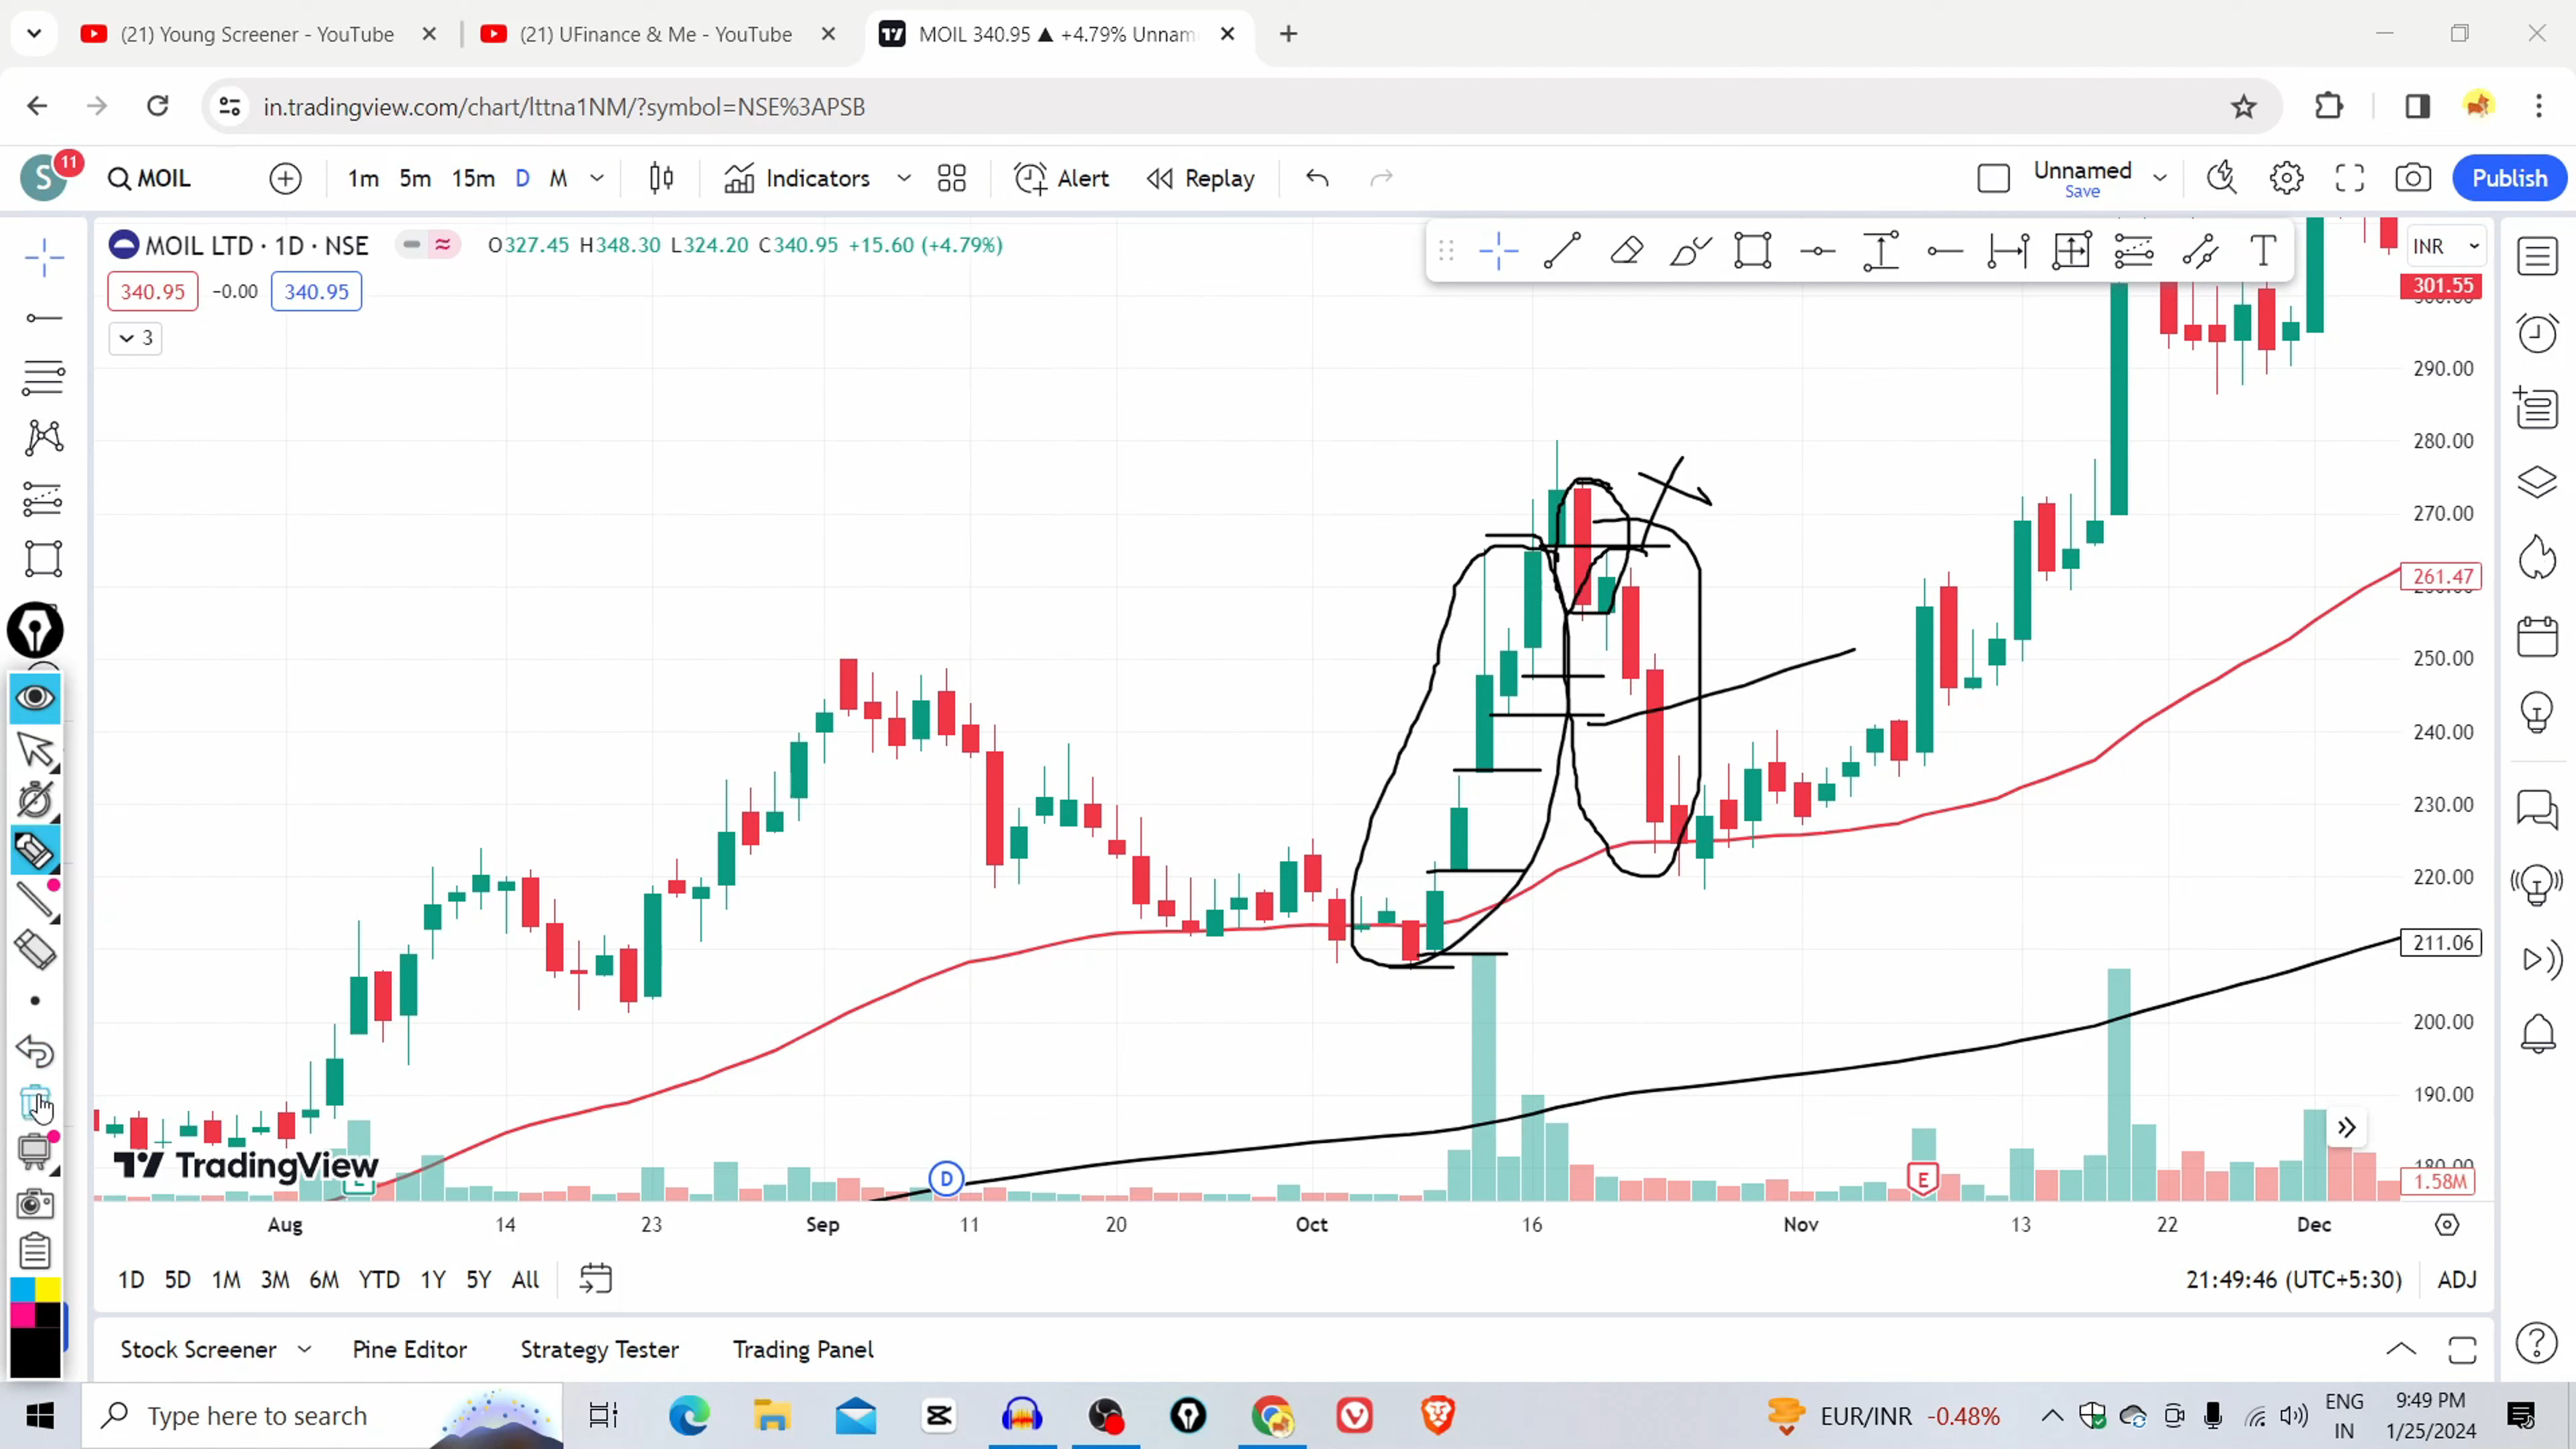 (21) Young Screener - YouTube
(21) UFinance & Me - YouTube
MOIL 340.95 ▲ +4.79% Unnam
in.tradingview.com/chart/lttna1NM/?symbol=NSE%3APSB
S 11 MOIL 1m 5m 15m D M Indicators Alert Replay Unnamed Save Publish
MOIL LTD · 1D · NSE O327.45 H348.30 L324.20 C340.95 +15.60 (+4.79%)
INR
340.95 -0.00 340.95
301.55
3
290.00
280.00
270.00
261.47
250.00
240.00
230.00
220.00
211.06
200.00
190.00
TradingView
D
E
1.58M
Aug 14 23 Sep 11 20 Oct 16 Nov 13 22 Dec
1D 5D 1M 3M 6M YTD 1Y 5Y All
21:49:46 (UTC+5:30) ADJ
Stock Screener Pine Editor Strategy Tester Trading Panel
Type here to search
EUR/INR -0.48%
ENG
IN
9:49 PM
1/25/2024